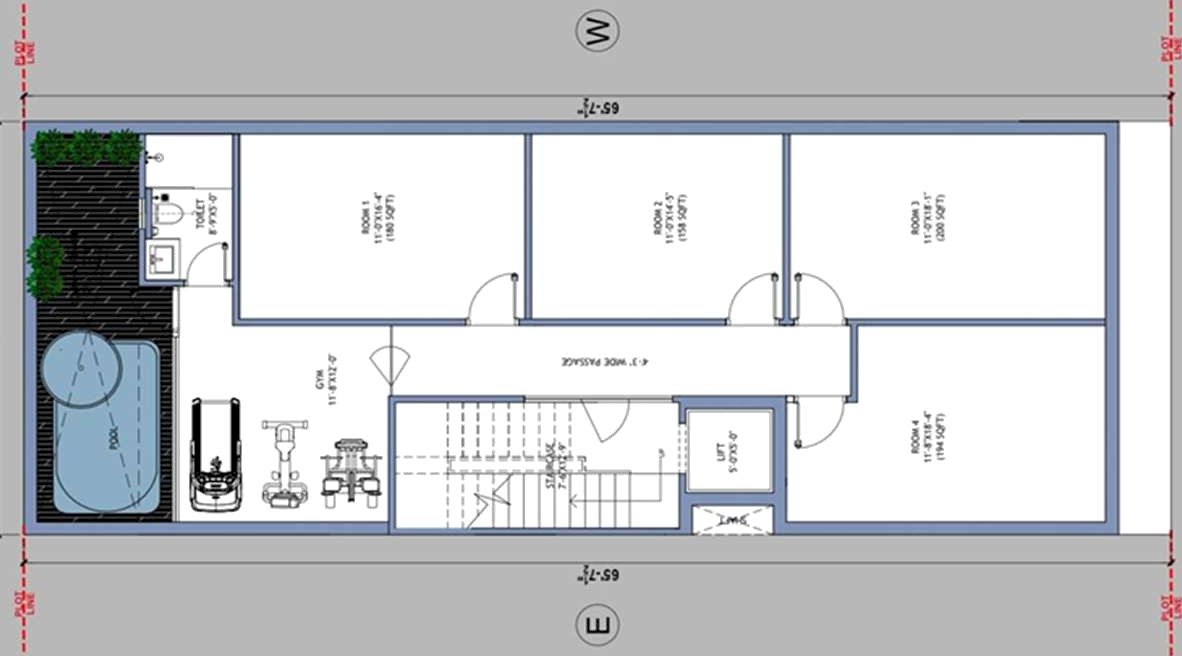 W
PLOT
LINE
PLOT
LINE
65'-7½"
TOILET
8'-9"X5'-0"
ROOM 1
11'-0"X16'-4"
(180 SQFT)
ROOM 2
11'-0"X14'-5"
(158 SQFT)
ROOM 3
11'-0"X18'-1"
(200 SQFT)
4'-3" WIDE PASSAGE
GYM
11'-8"X12'-0"
POOL
STAIRCASE
7'-6"X17'-9"
UP
LIFT
5'-0"X5'-0"
ROOM 4
11'-8"X18'-4"
(194 SQFT)
SHAFT
65'-7½"
PLOT
LINE
PLOT
LINE
E